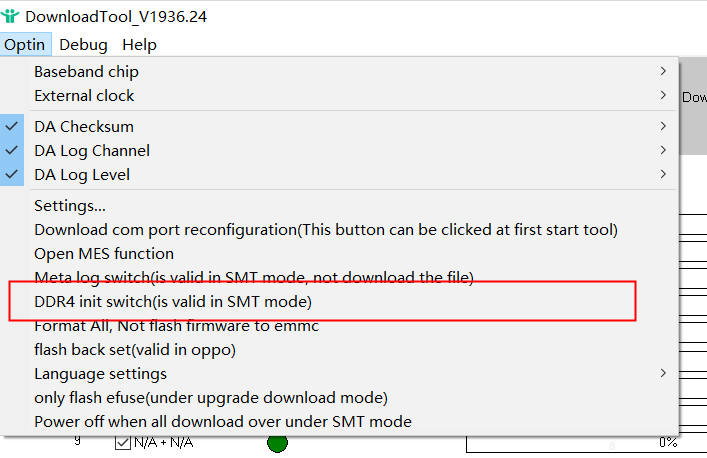 DownloadTool_V1936.24
Optin Debug Help
Baseband chip
External clock
Dow
DA Checksum
DA Log Channel
DA Log Level
Settings...
Download com port reconfiguration(This button can be clicked at first start tool)
Open MES function
Meta log switch(is valid in SMT mode, not download the file)
DDR4 init switch(is valid in SMT mode)
Format All, Not flash firmware to emmc
flash back set(valid in oppo)
Language settings
only flash efuse(under upgrade download mode)
Power off when all download over under SMT mode
9 N/A + N/A 0%